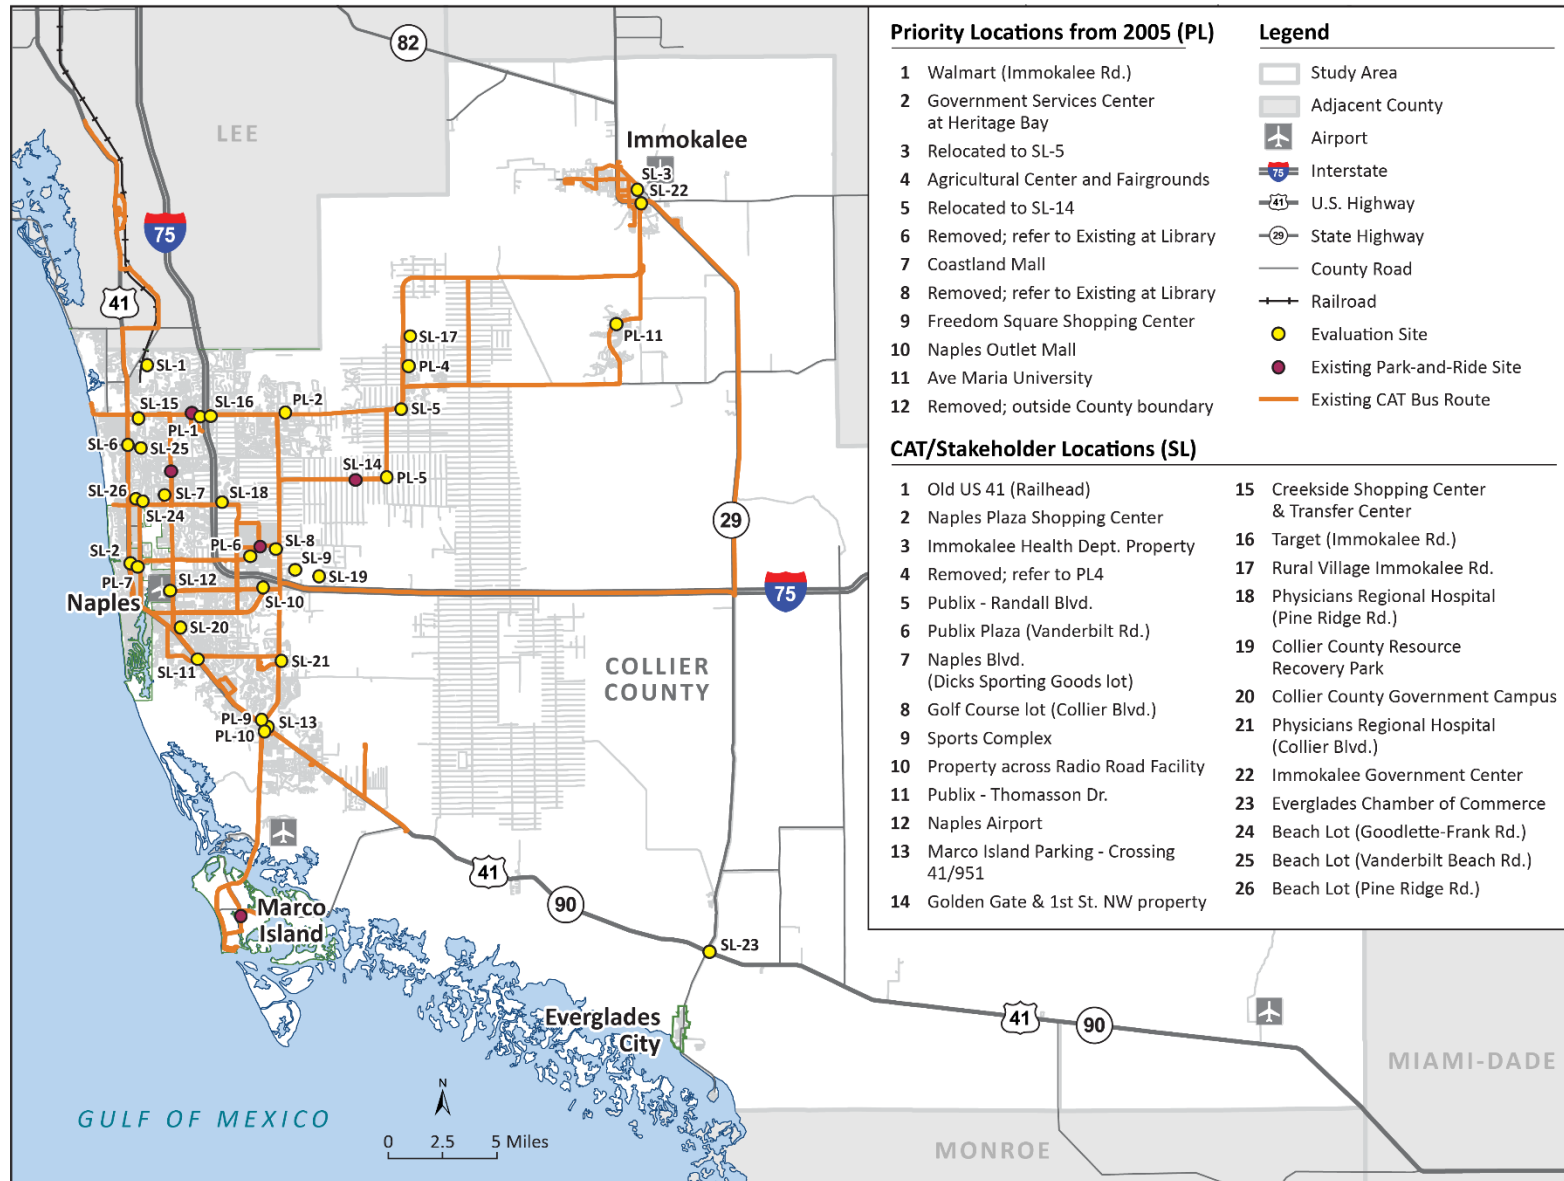 Priority Locations from 2005 (PL)
1 Walmart (Immokalee Rd.)
2 Government Services Center
at Heritage Bay
3 Relocated to SL-5
4 Agricultural Center and Fairgrounds
5 Relocated to SL-14
6 Removed; refer to Existing at Library
7 Coastland Mall
8 Removed; refer to Existing at Library
9 Freedom Square Shopping Center
10 Naples Outlet Mall
11 Ave Maria University
12 Removed; outside County boundary
Legend
Study Area
Adjacent County
Airport
75 Interstate
41 U.S. Highway
29 State Highway
County Road
Railroad
Evaluation Site
Existing Park-and-Ride Site
Existing CAT Bus Route
CAT/Stakeholder Locations (SL)
1 Old US 41 (Railhead)
2 Naples Plaza Shopping Center
3 Immokalee Health Dept. Property
4 Removed; refer to PL4
5 Publix - Randall Blvd.
6 Publix Plaza (Vanderbilt Rd.)
7 Naples Blvd.
(Dicks Sporting Goods lot)
8 Golf Course lot (Collier Blvd.)
9 Sports Complex
10 Property across Radio Road Facility
11 Publix - Thomasson Dr.
12 Naples Airport
13 Marco Island Parking - Crossing
41/951
14 Golden Gate & 1st St. NW property
15 Creekside Shopping Center
& Transfer Center
16 Target (Immokalee Rd.)
17 Rural Village Immokalee Rd.
18 Physicians Regional Hospital
(Pine Ridge Rd.)
19 Collier County Resource
Recovery Park
20 Collier County Government Campus
21 Physicians Regional Hospital
(Collier Blvd.)
22 Immokalee Government Center
23 Everglades Chamber of Commerce
24 Beach Lot (Goodlette-Frank Rd.)
25 Beach Lot (Vanderbilt Beach Rd.)
26 Beach Lot (Pine Ridge Rd.)
82
LEE
Immokalee
SL-3
SL-22
75
41
SL-17
PL-11
SL-1
PL-4
SL-15
SL-16
PL-2
SL-5
PL-1
SL-6
SL-25
SL-14
PL-5
SL-26
SL-7
SL-18
SL-24
29
PL-6
SL-8
SL-2
SL-9
SL-19
PL-7
SL-12
75
Naples
SL-10
SL-20
SL-11
SL-21
COLLIER
COUNTY
PL-9
SL-13
PL-10
41
90
Marco
Island
SL-23
Everglades
City
41
90
MIAMI-DADE
N
GULF OF MEXICO
0 2.5 5 Miles
MONROE